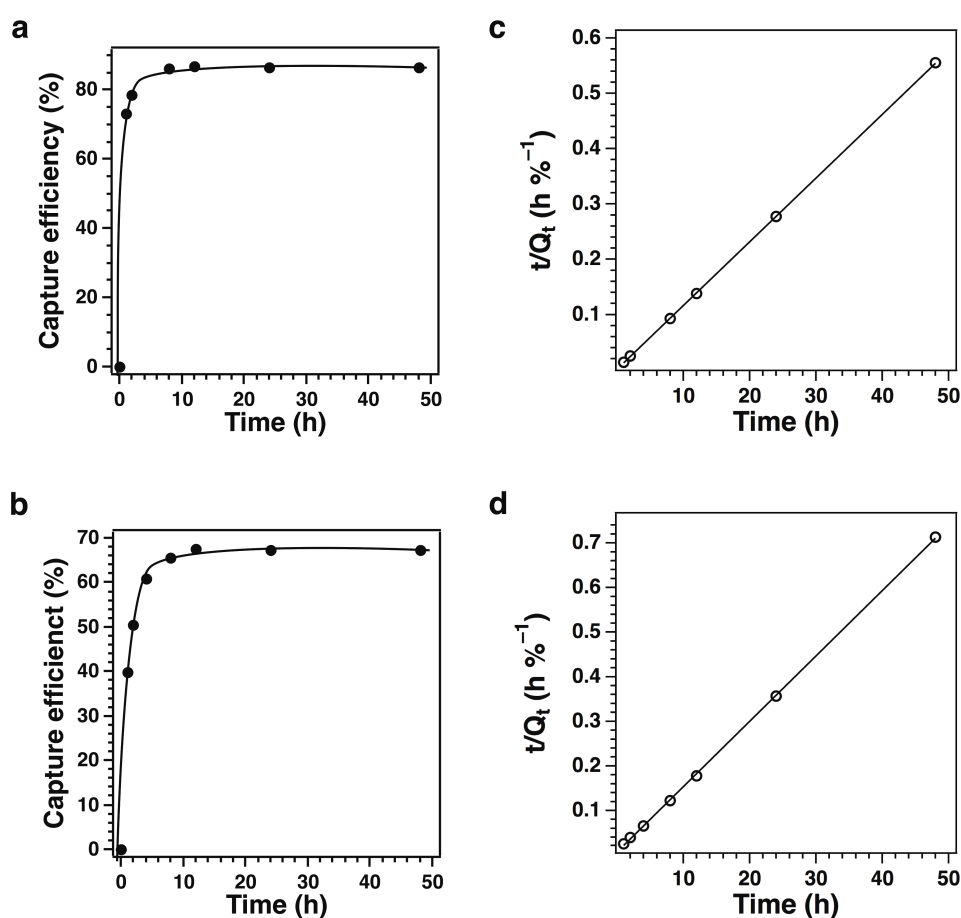 a
Capture efficiency (%)
80
60
40
20
0
0 10 20 30 40 50
Time (h)
c
t/Qt (h %−1)
0.6
0.5
0.4
0.3
0.2
0.1
10 20 30 40 50
Time (h)
b
Capture efficienct (%)
70
60
50
40
30
20
10
0
0 10 20 30 40 50
Time (h)
d
t/Qt (h %−1)
0.7
0.6
0.5
0.4
0.3
0.2
0.1
10 20 30 40 50
Time (h)